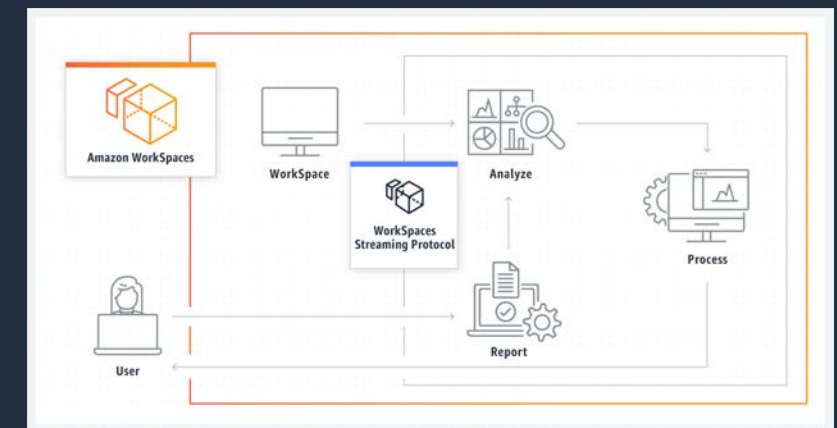 Amazon WorkSpaces
WorkSpace
Analyze
WorkSpaces
Streaming Protocol
Process
Report
User